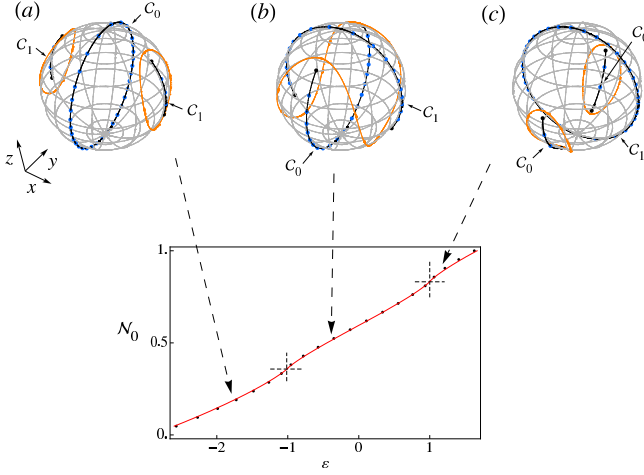 (a)
C₀
(b)
(c)
C₀
C₁
C₁
C₁
z
y
x
C₀
C₀
C₁
1.
𝒩₀
0.5
0.
−2
−1
0
1
ε